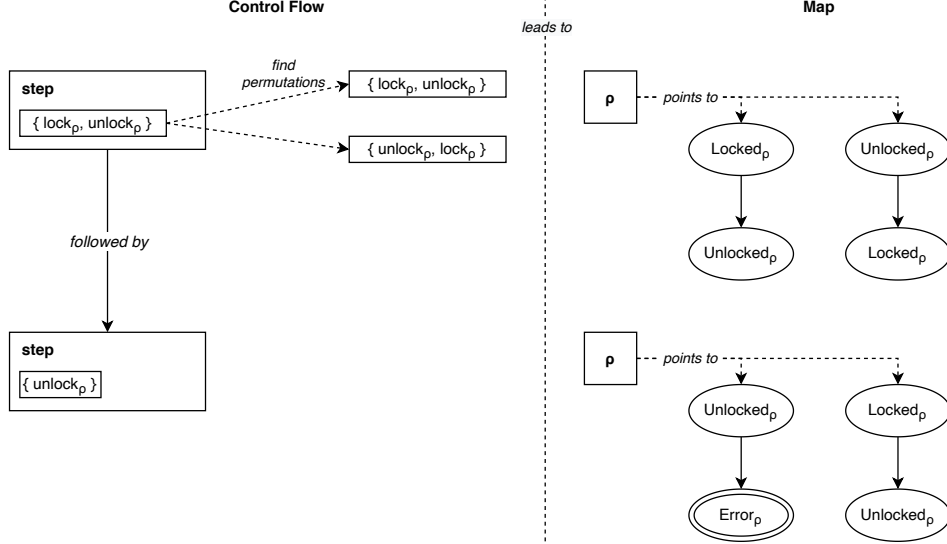 Control Flow
leads to
Map
step
{ lockρ, unlockρ }
find
permutations
{ lockρ, unlockρ }
{ unlockρ, lockρ }
followed by
step
{ unlockρ }
ρ
points to
Lockedρ
Unlockedρ
Unlockedρ
Lockedρ
ρ
points to
Unlockedρ
Lockedρ
Errorρ
Unlockedρ